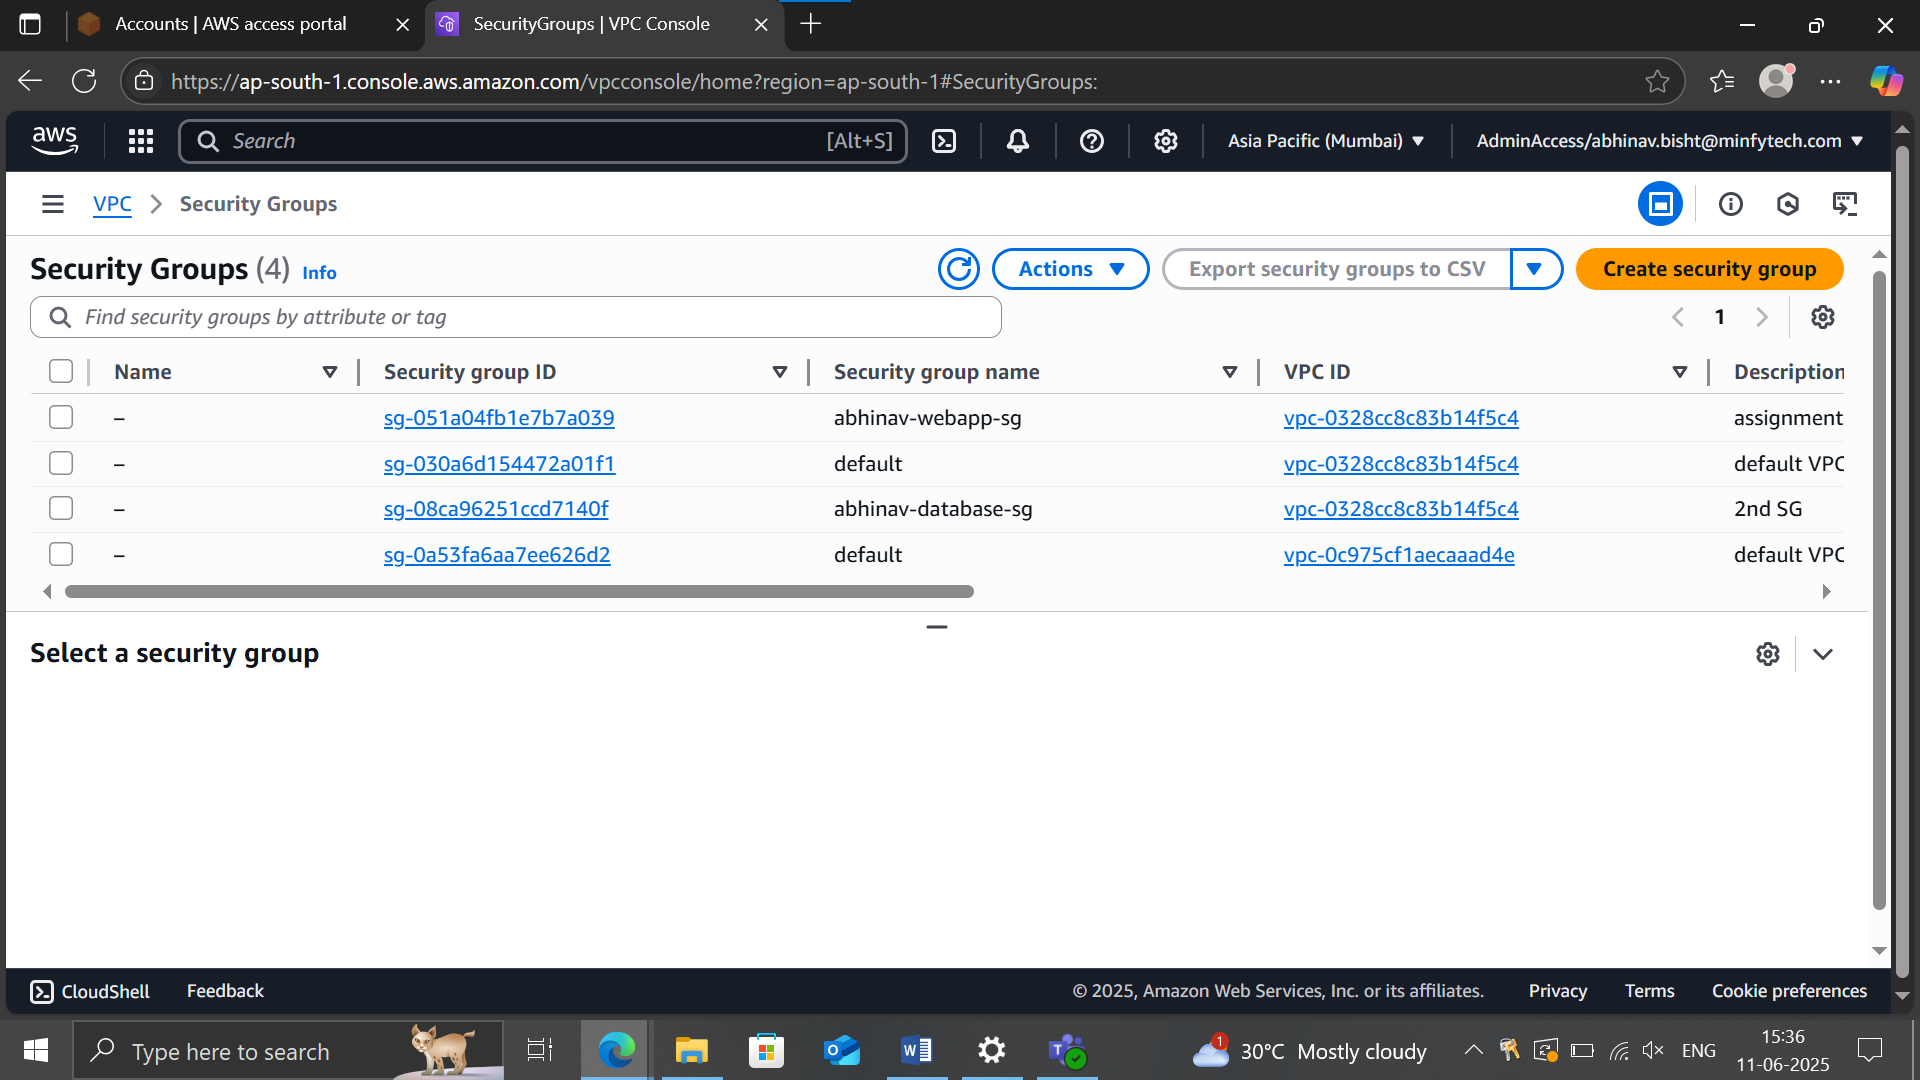 Accounts | AWS access portal
SecurityGroups | VPC Console
https://ap-south-1.console.aws.amazon.com/vpcconsole/home?region=ap-south-1#SecurityGroups:
aws
Search [Alt+S]
Asia Pacific (Mumbai)
AdminAccess/abhinav.bisht@minfytech.com
VPC > Security Groups
Security Groups (4) Info
Actions
Export security groups to CSV
Create security group
Find security groups by attribute or tag
1
Name Security group ID Security group name VPC ID Description
– sg-051a04fb1e7b7a039 abhinav-webapp-sg vpc-0328cc8c83b14f5c4 assignment
– sg-030a6d154472a01f1 default vpc-0328cc8c83b14f5c4 default VPC
– sg-08ca96251ccd7140f abhinav-database-sg vpc-0328cc8c83b14f5c4 2nd SG
– sg-0a53fa6aa7ee626d2 default vpc-0c975cf1aecaaad4e default VPC
Select a security group
CloudShell Feedback © 2025, Amazon Web Services, Inc. or its affiliates. Privacy Terms Cookie preferences
Type here to search
1
30°C Mostly cloudy
ENG
15:36
11-06-2025